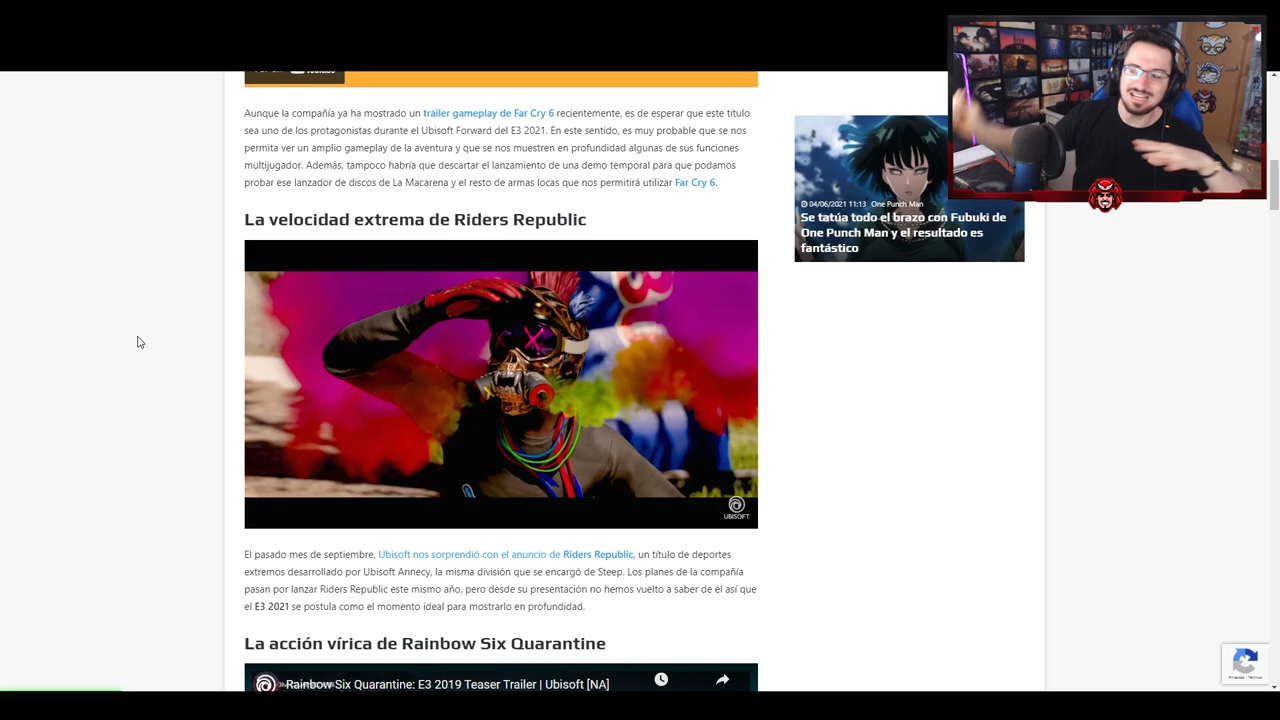 Aunque la compañía ya ha mostrado un tráiler gameplay de Far Cry 6 recientemente, es de esperar que este título
sea uno de los protagonistas durante el Ubisoft Forward del E3 2021. En este sentido, es muy probable que se nos
permita ver un amplio gameplay de la aventura y que se nos muestren en profundidad algunas de sus funciones
multijugador. Además, tampoco habría que descartar el lanzamiento de una demo temporal para que podamos
probar ese lanzador de discos de La Macarena y el resto de armas locas que nos permitirá utilizar Far Cry 6.
04/06/2021 11:13 One Punch Man
Se tatúa todo el brazo con Fubuki de
One Punch Man y el resultado es
fantástico
La velocidad extrema de Riders Republic
UBISOFT
El pasado mes de septiembre, Ubisoft nos sorprendió con el anuncio de Riders Republic, un título de deportes
extremos desarrollado por Ubisoft Annecy, la misma división que se encargó de Steep. Los planes de la compañía
pasan por lanzar Riders Republic este mismo año, pero desde su presentación no hemos vuelto a saber de él así que
el E3 2021 se postula como el momento ideal para mostrarlo en profundidad.
La acción vírica de Rainbow Six Quarantine
Rainbow Six Quarantine: E3 2019 Teaser Trailer | Ubisoft [NA]
Privacidad - Términos